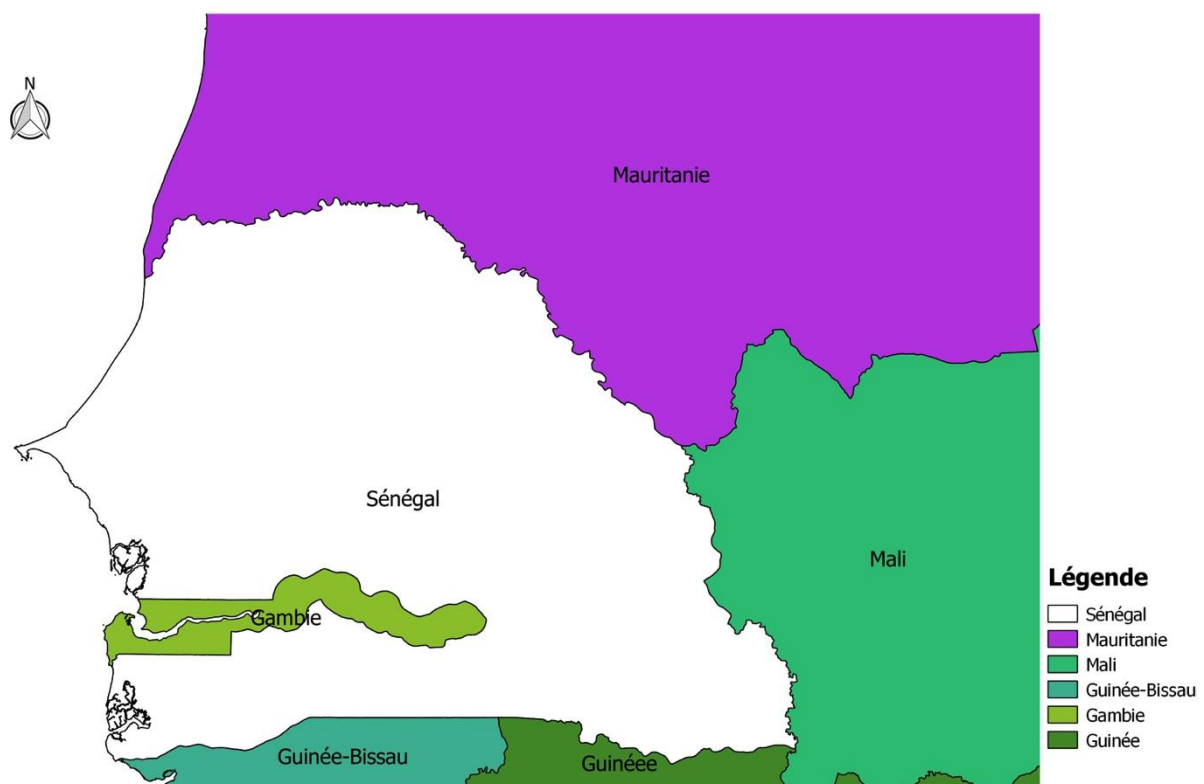 N
Mauritanie
Sénégal
Mali
Gambie
Guinée-Bissau
Guinéee
Légende
Sénégal
Mauritanie
Mali
Guinée-Bissau
Gambie
Guinée